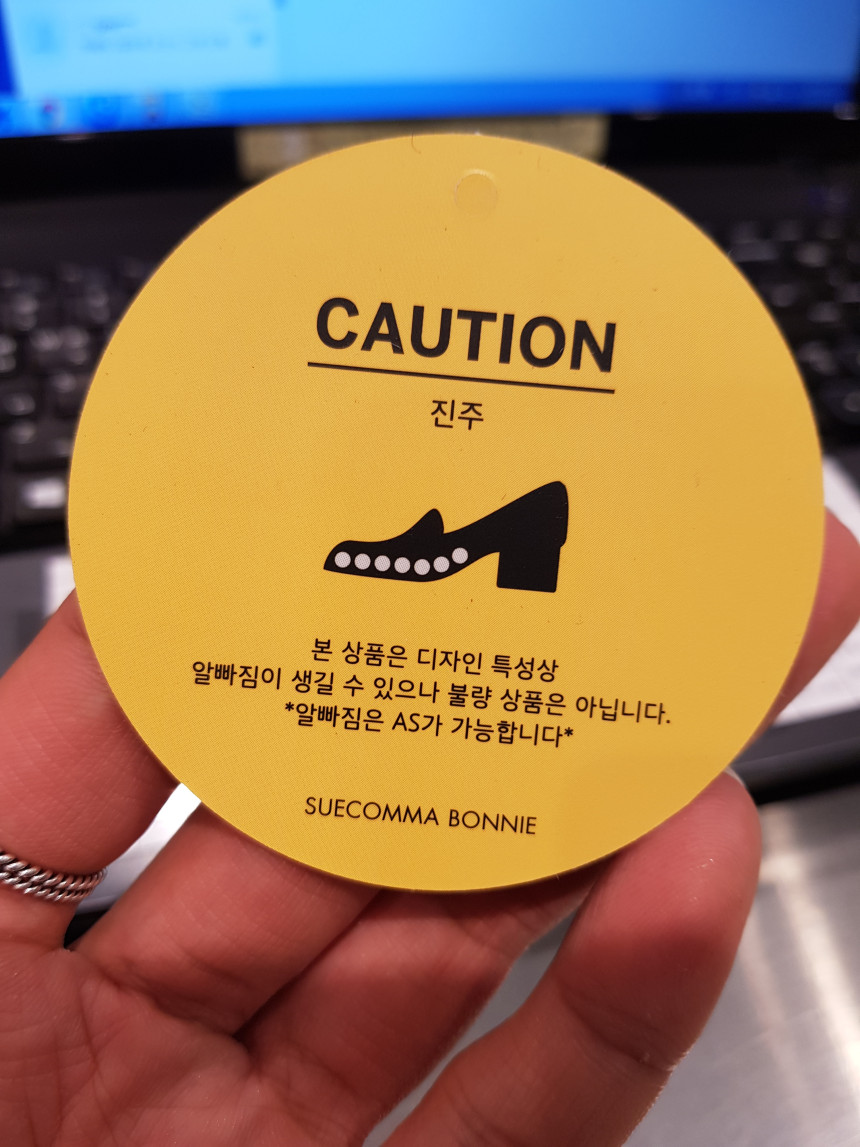 CAUTION
진주
본 상품은 디자인 특성상
알빠짐이 생길 수 있으나 불량 상품은 아닙니다.
*알빠짐은 AS가 가능합니다*
SUECOMMA BONNIE